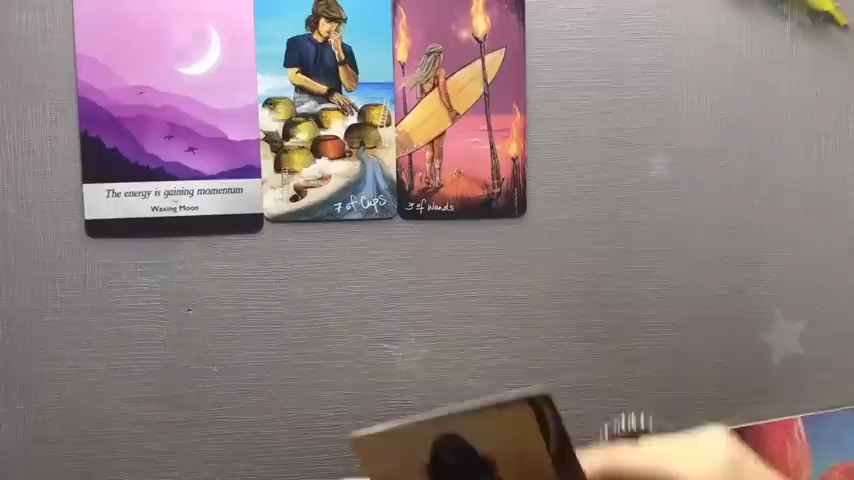 The energy is gaining momentum
Waxing Moon
7 of Cups
3 of Wands